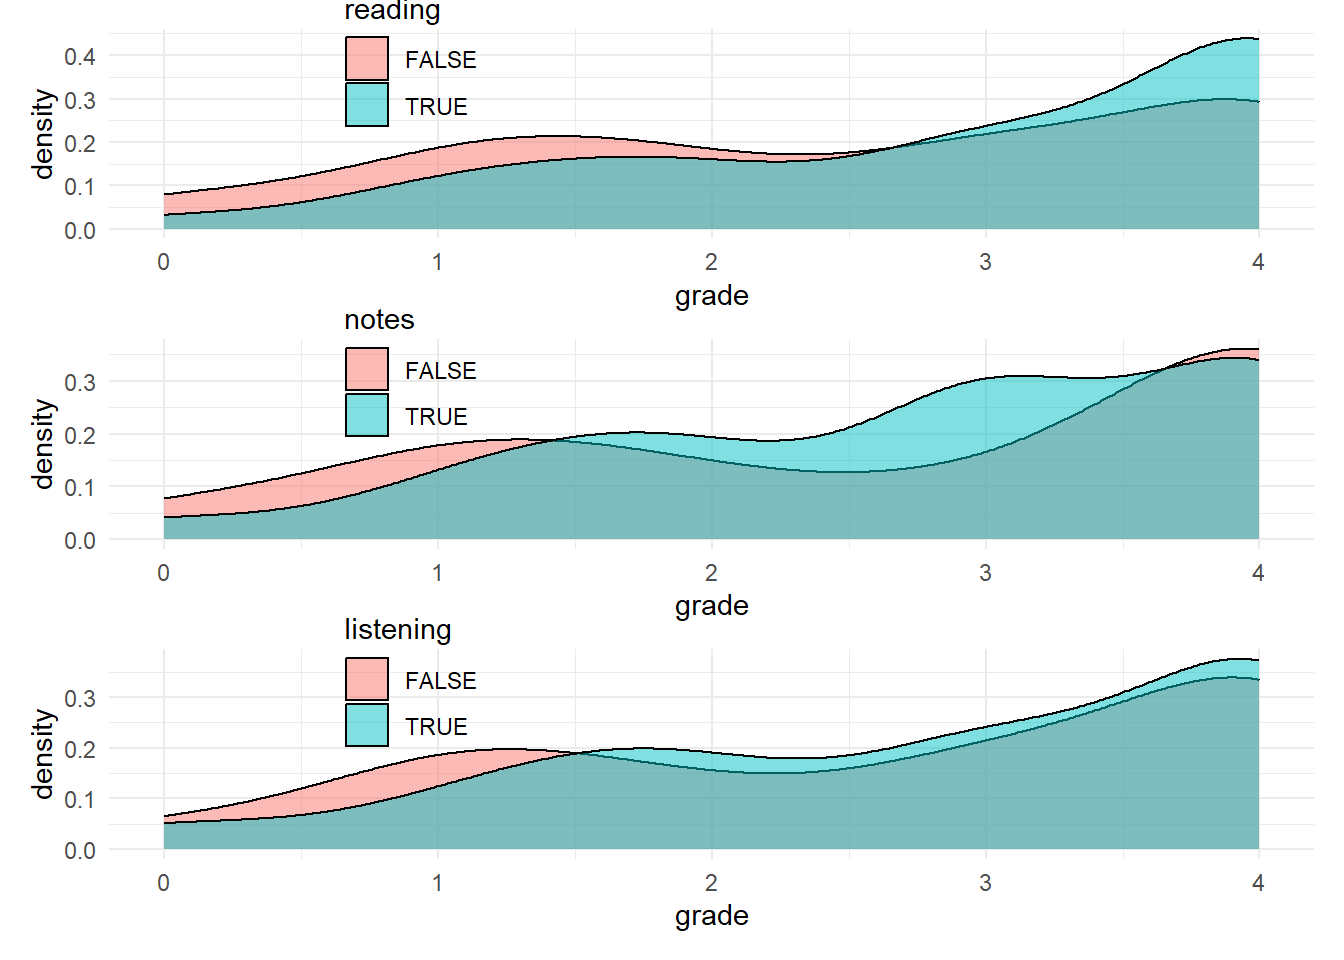 reading
FALSE
TRUE
density
0.4
0.3
0.2
0.1
0.0
0 1 2 3 4
grade
notes
FALSE
TRUE
density
0.3
0.2
0.1
0.0
0 1 2 3 4
grade
listening
FALSE
TRUE
density
0.3
0.2
0.1
0.0
0 1 2 3 4
grade